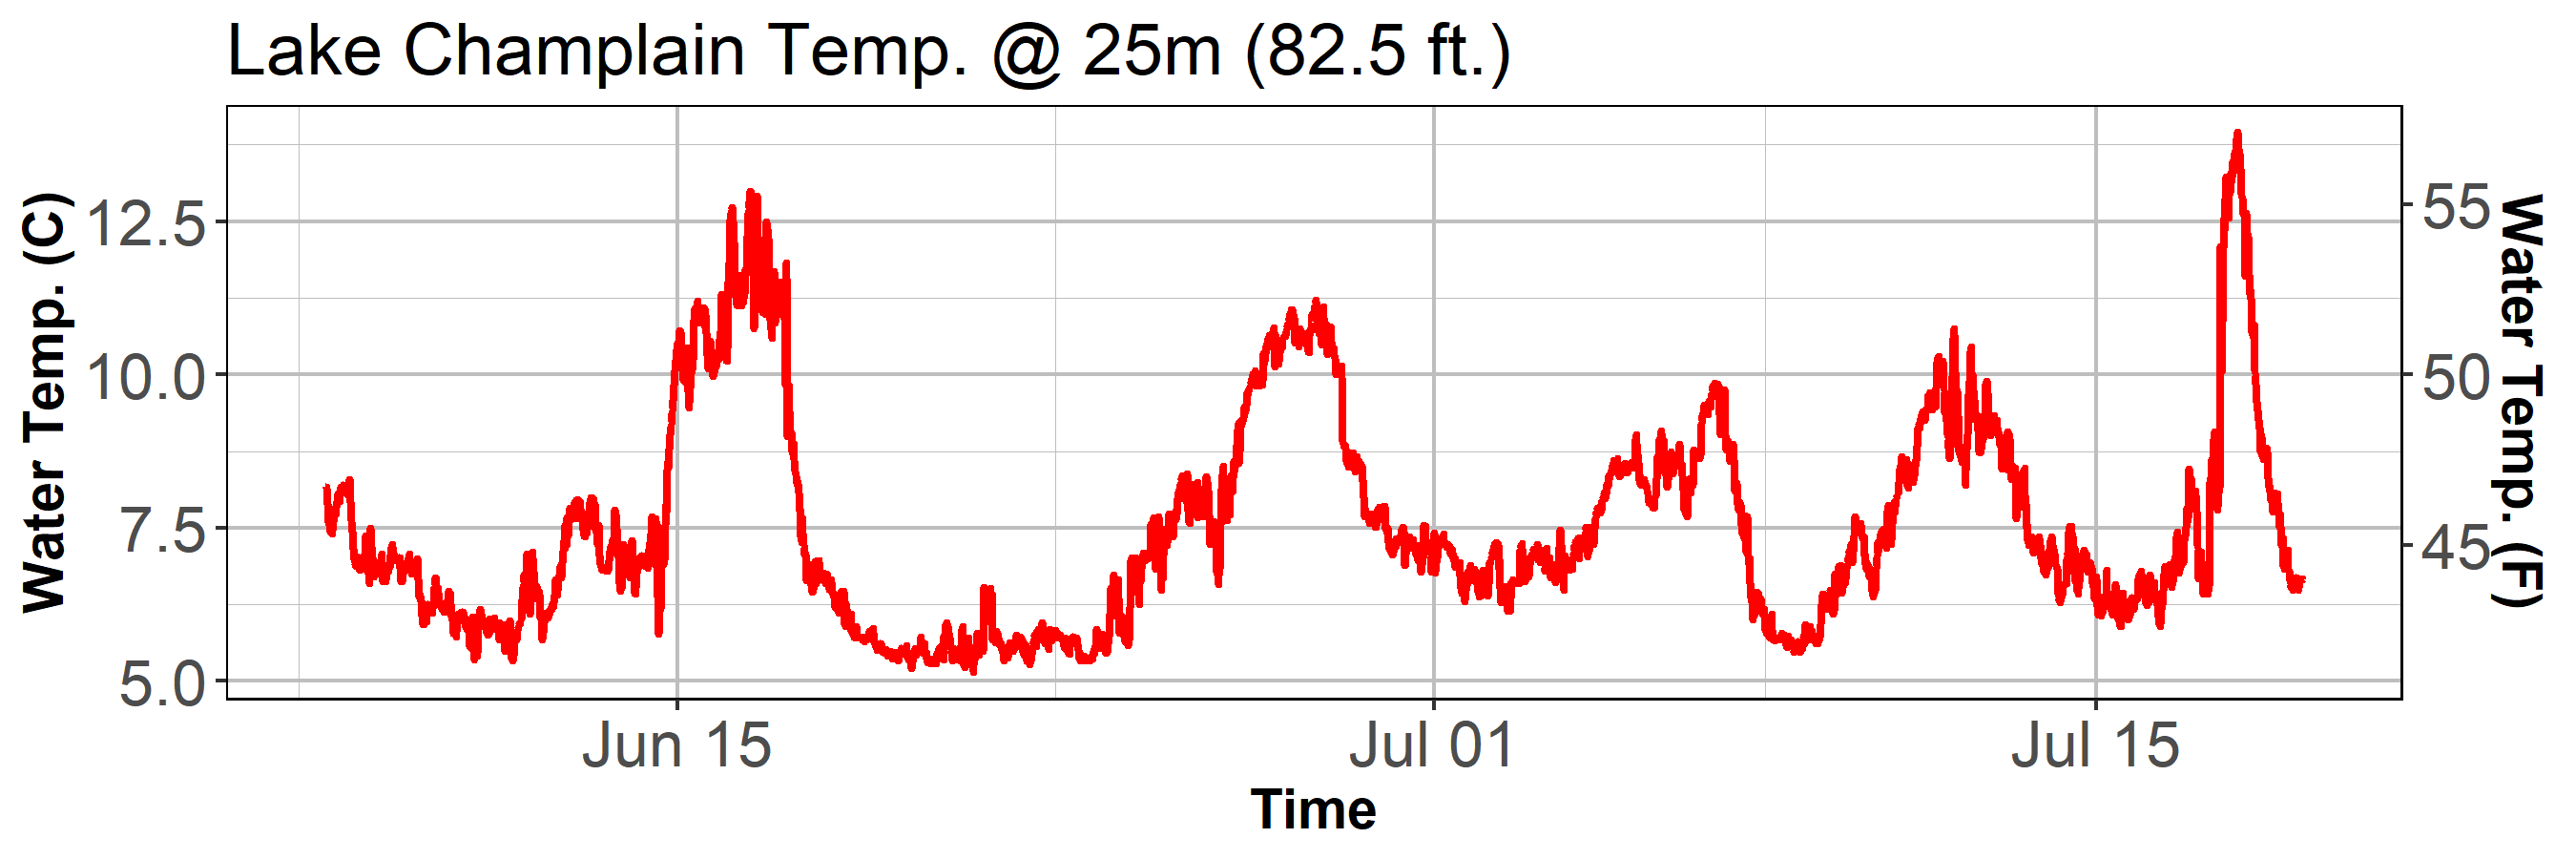 Lake Champlain Temp. @ 25m (82.5 ft.)
Water Temp. (C)
12.5
10.0
7.5
5.0
55
50
45
Water Temp. (F)
Jun 15
Jul 01
Jul 15
Time